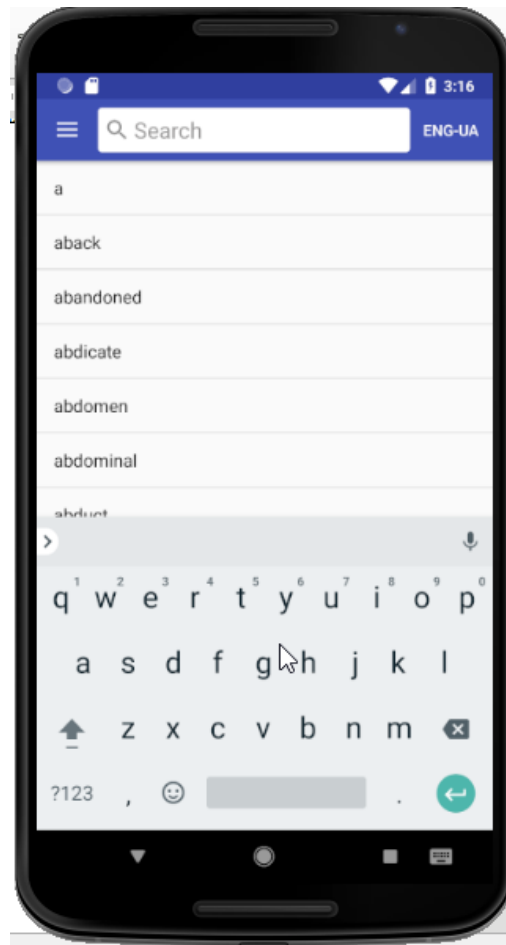 3:16
Search ENG-UA
a
aback
abandoned
abdicate
abdomen
abdominal
abduct
1 2 3 4 5 6 7 8 9 0
q w e r t y u i o p
a s d f g h j k l
z x c v b n m
?123 , .